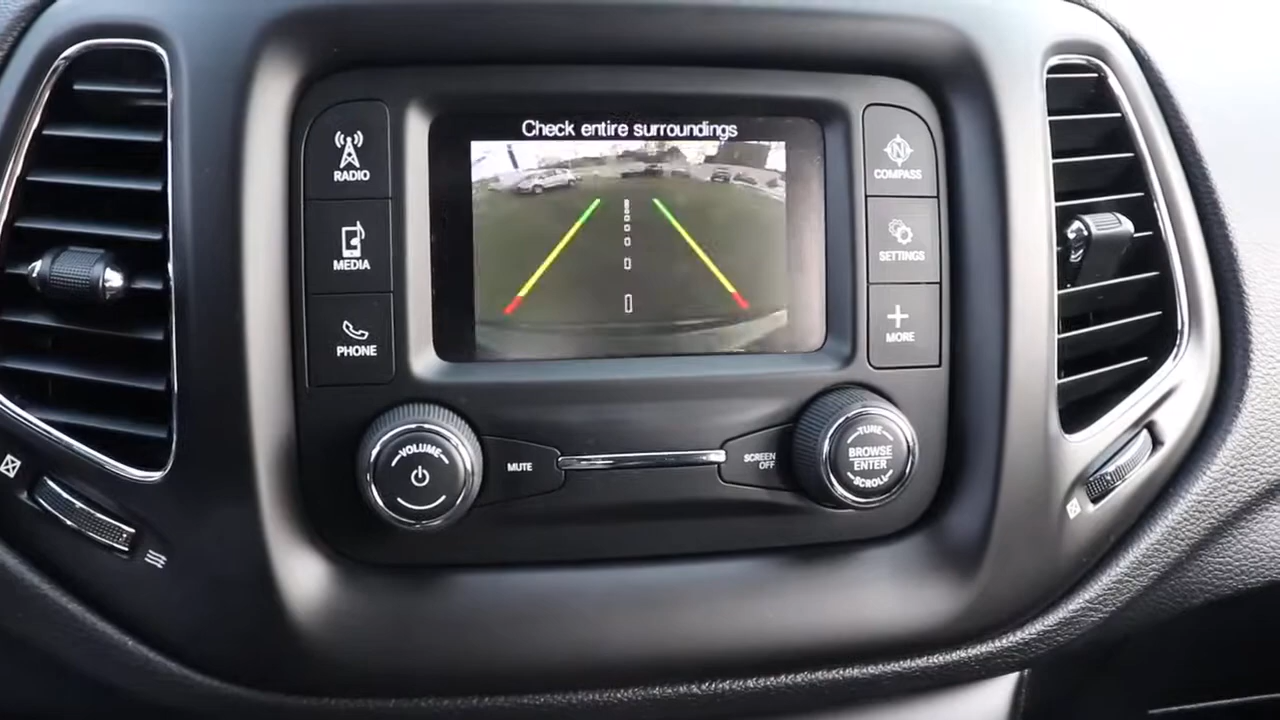 Check entire surroundings
RADIO
MEDIA
PHONE
N
COMPASS
SETTINGS
MORE
VOLUME
MUTE
SCREEN
OFF
TUNE
BROWSE
ENTER
SCROLL